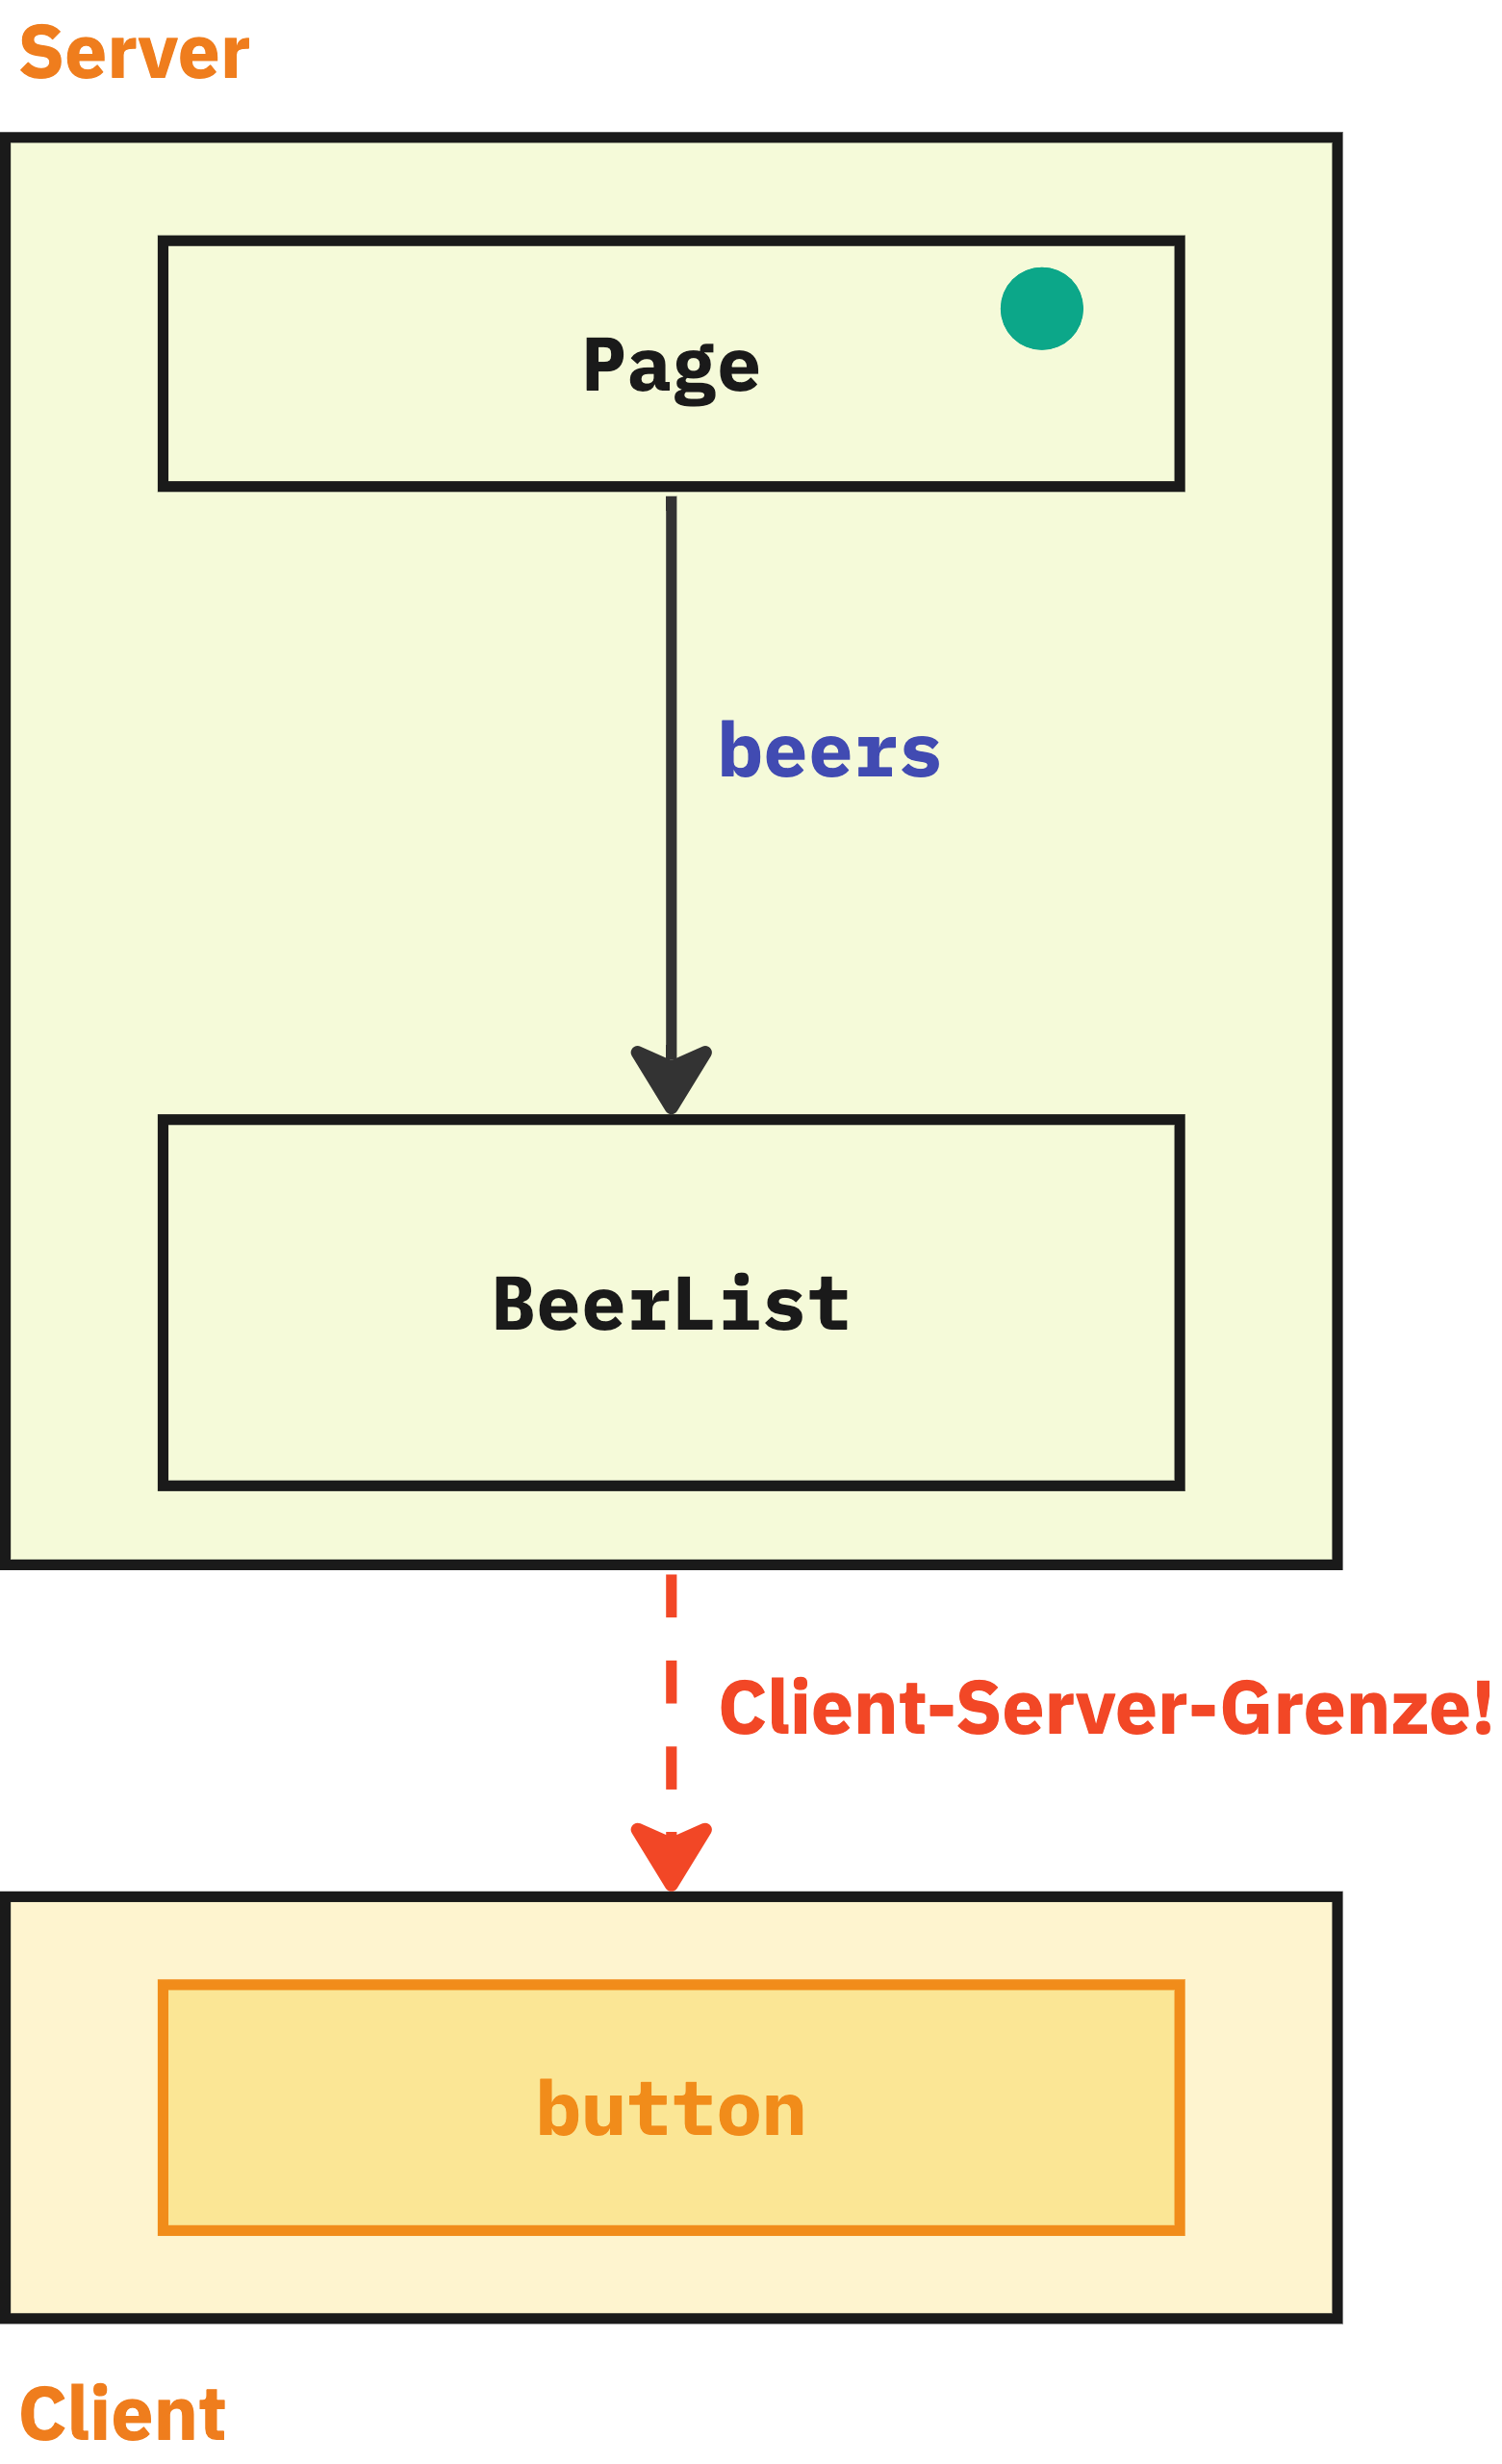 Server
Page
beers
BeerList
Client-Server-Grenze!
button
Client